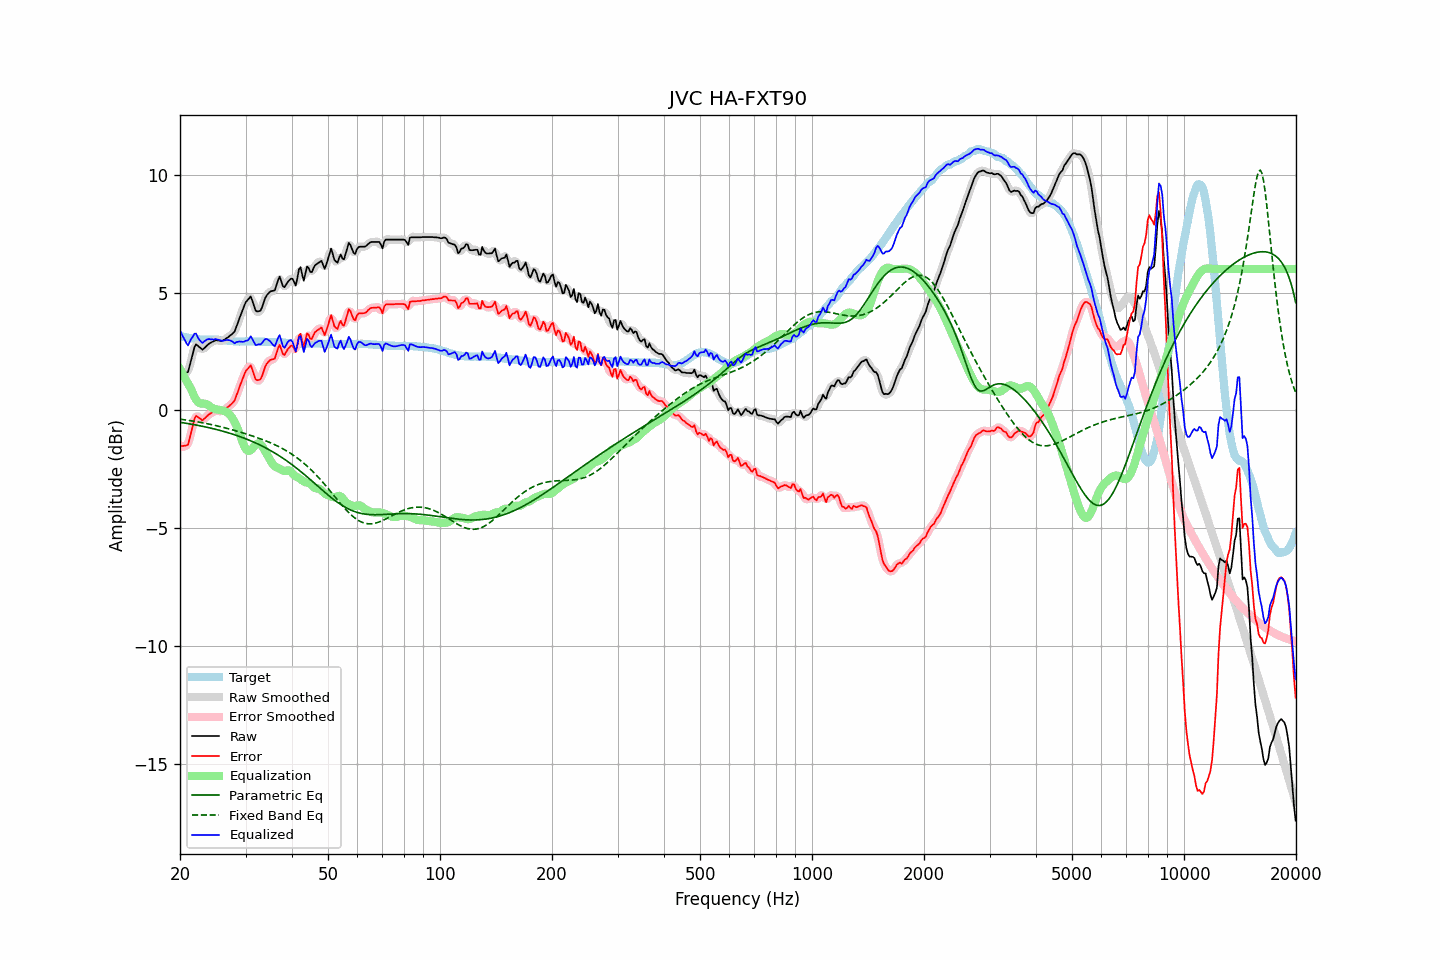 JVC HA-FXT90
Amplitude (dBr)
10
5
0
−5
−10
−15
Target
Raw Smoothed
Error Smoothed
Raw
Error
Equalization
Parametric Eq
Fixed Band Eq
Equalized
20 50 100 200 500 1000 2000 5000 10000 20000
Frequency (Hz)